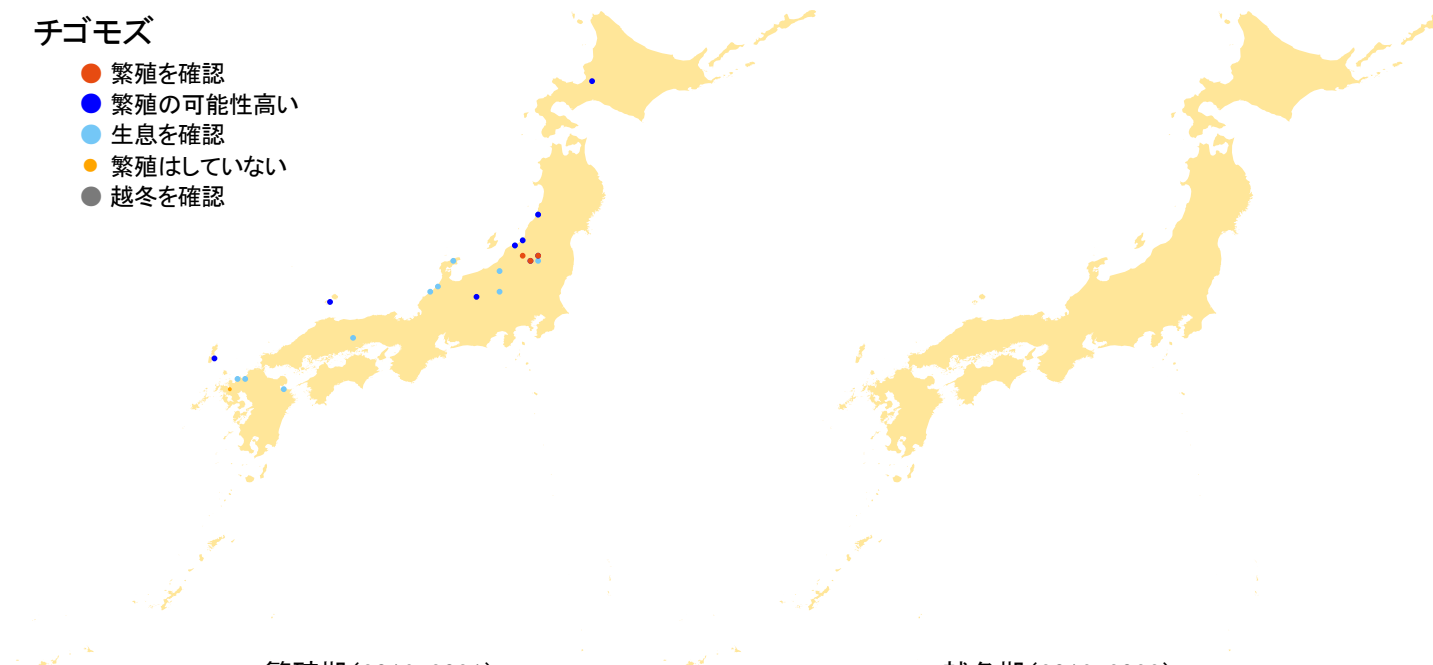 チゴモズ
繁殖を確認
繁殖の可能性高い
生息を確認
繁殖はしていない
越冬を確認